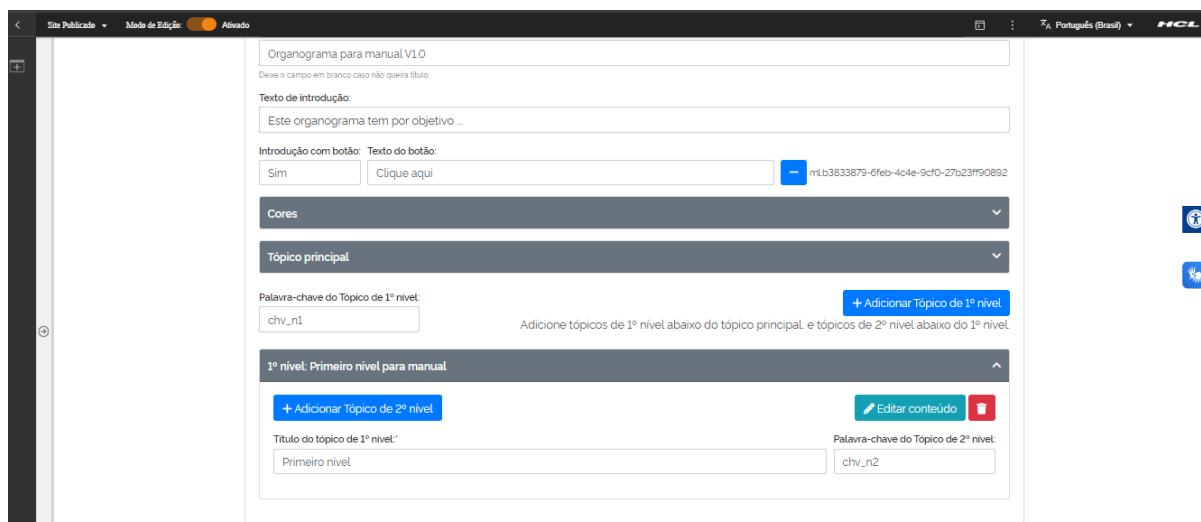 Site Publicado Modo de Edição: Ativado Português (Brasil) HCL
Organograma para manual V1.0
Deixe o campo em branco caso não queira título.
Texto de introdução:
Este organograma tem por objetivo ...
Introdução com botão: Texto do botão:
Sim Clique aqui ml:b3833879-6feb-4c4e-9cf0-27b23ff90892
Cores
Tópico principal
Palavra-chave do Tópico de 1º nível:
+ Adicionar Tópico de 1º nível
chv_n1
Adicione tópicos de 1º nível abaixo do tópico principal, e tópicos de 2º nível abaixo do 1º nível.
1º nível: Primeiro nível para manual
+ Adicionar Tópico de 2º nível Editar conteúdo
Título do tópico de 1º nível:* Palavra-chave do Tópico de 2º nível:
Primeiro nível chv_n2